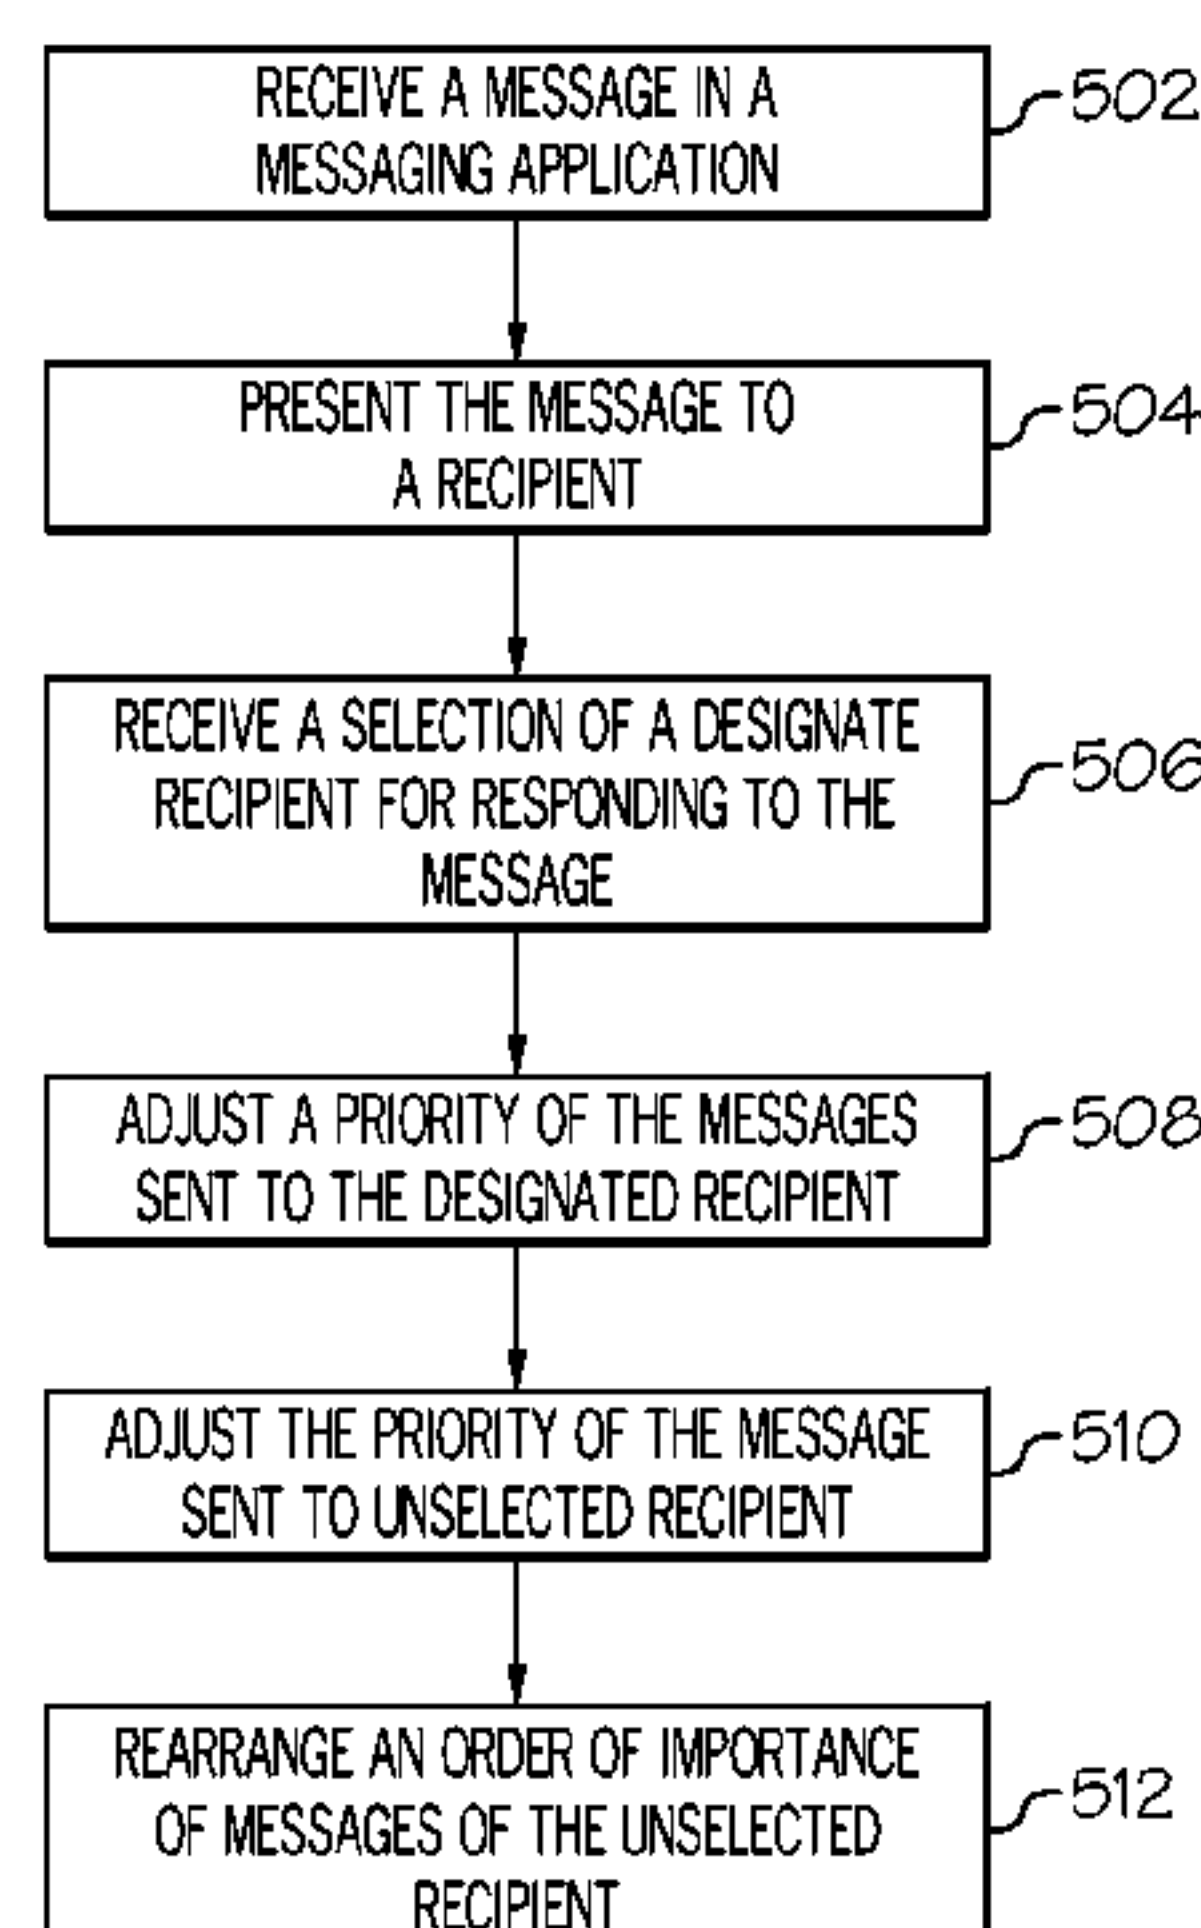 RECEIVE A MESSAGE IN A
MESSAGING APPLICATION
502
PRESENT THE MESSAGE TO
A RECIPIENT
504
RECEIVE A SELECTION OF A DESIGNATE
RECIPIENT FOR RESPONDING TO THE
MESSAGE
506
ADJUST A PRIORITY OF THE MESSAGES
SENT TO THE DESIGNATED RECIPIENT
508
ADJUST THE PRIORITY OF THE MESSAGE
SENT TO UNSELECTED RECIPIENT
510
REARRANGE AN ORDER OF IMPORTANCE
OF MESSAGES OF THE UNSELECTED
RECIPIENT
512